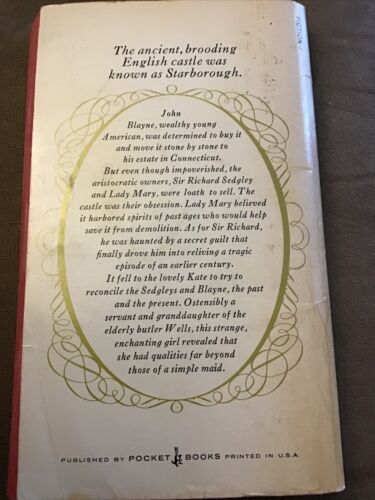 FICTION
The ancient, brooding
English castle was
known as Starborough.
John
Blayne, wealthy young
American, was determined to buy it
and move it stone by stone to
his estate in Connecticut.
But even though impoverished, the
aristocratic owners, Sir Richard Sedgley
and Lady Mary, were loath to sell. The
castle was their obsession. Lady Mary believed
it harbored spirits of past ages who would help
save it from demolition. As for Sir Richard,
he was haunted by a secret guilt that
finally drove him into reliving a tragic
episode of an earlier century.
It fell to the lovely Kate to try to
reconcile the Sedgleys and Blayne, the past
and the present. Ostensibly a
servant and granddaughter of the
elderly butler Wells, this strange,
enchanting girl revealed that
she had qualities far beyond
those of a simple maid.
PUBLISHED BY POCKET BOOKS PRINTED IN U.S.A.